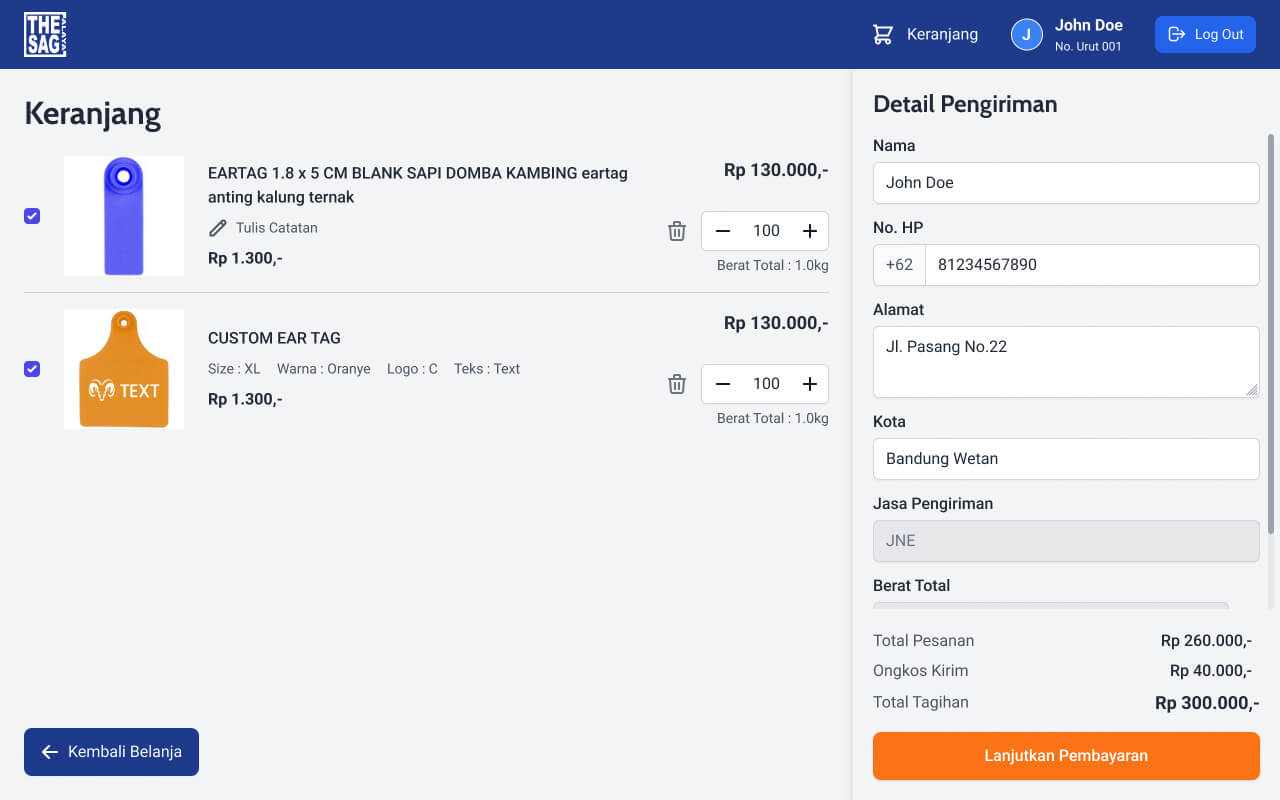 THE
SAG
ALAYA
Keranjang
J
John Doe
No. Urut 001
Log Out
Keranjang
EARTAG 1.8 x 5 CM BLANK SAPI DOMBA KAMBING eartag
anting kalung ternak
Tulis Catatan
Rp 1.300,-
Rp 130.000,-
100
Berat Total : 1.0kg
TEXT
CUSTOM EAR TAG
Size : XL Warna : Oranye Logo : C Teks : Text
Rp 1.300,-
Rp 130.000,-
100
Berat Total : 1.0kg
Kembali Belanja
Detail Pengiriman
Nama
John Doe
No. HP
+62 81234567890
Alamat
Jl. Pasang No.22
Kota
Bandung Wetan
Jasa Pengiriman
JNE
Berat Total
Total Pesanan Rp 260.000,-
Ongkos Kirim Rp 40.000,-
Total Tagihan Rp 300.000,-
Lanjutkan Pembayaran